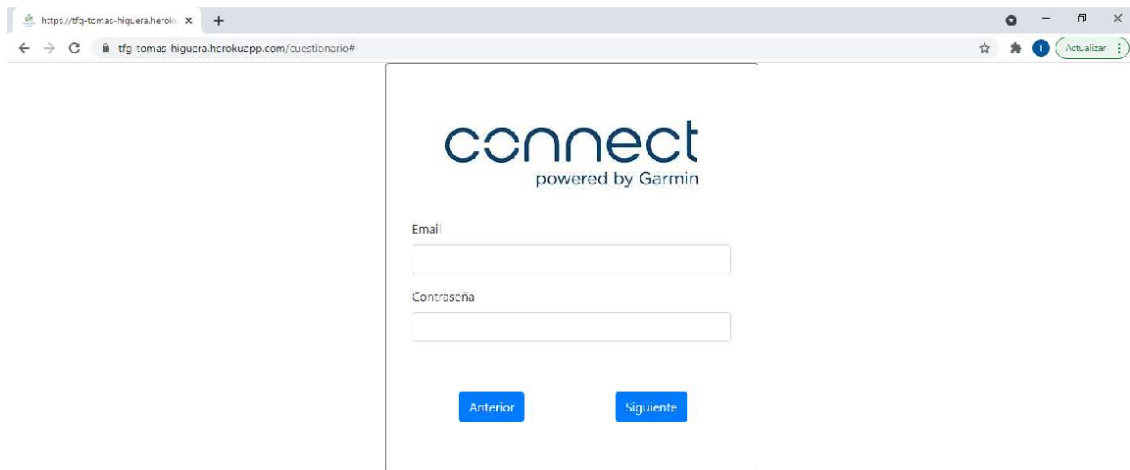 https://tfg-tomas-higuera.herok
tfg-tomas-higuera.herokuapp.com/cuestionario#
Actualizar
connect
powered by Garmin
Email
Contraseña
Anterior
Siguiente